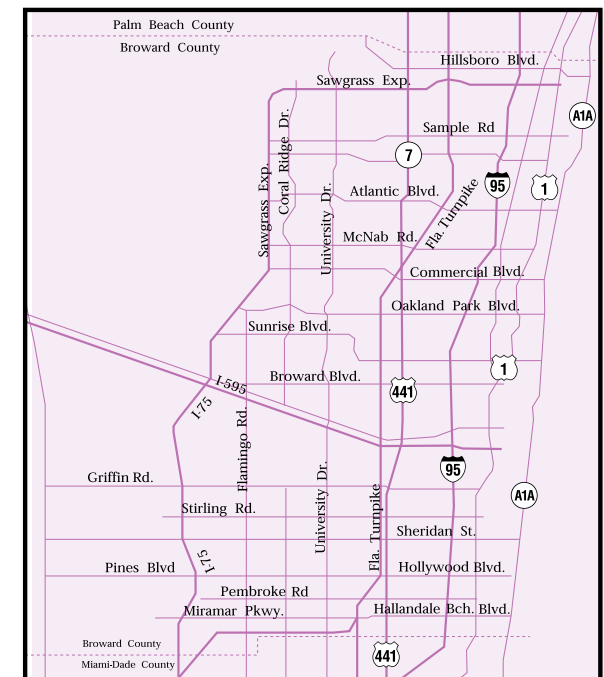 Palm Beach County
Broward County
Hillsboro Blvd.
Sawgrass Exp.
A1A
Coral Ridge Dr.
Sample Rd
7
Sawgrass Exp.
University Dr.
Atlantic Blvd.
Fla. Turnpike
95
1
McNab Rd.
Commercial Blvd.
Oakland Park Blvd.
Sunrise Blvd.
Broward Blvd.
1
I-595
441
I-75
Flamingo Rd.
95
Griffin Rd.
University Dr.
Fla. Turnpike
A1A
Stirling Rd.
Sheridan St.
I-75
Pines Blvd
Hollywood Blvd.
Pembroke Rd
Miramar Pkwy.
Hallandale Bch. Blvd.
Broward County
441
Miami-Dade County